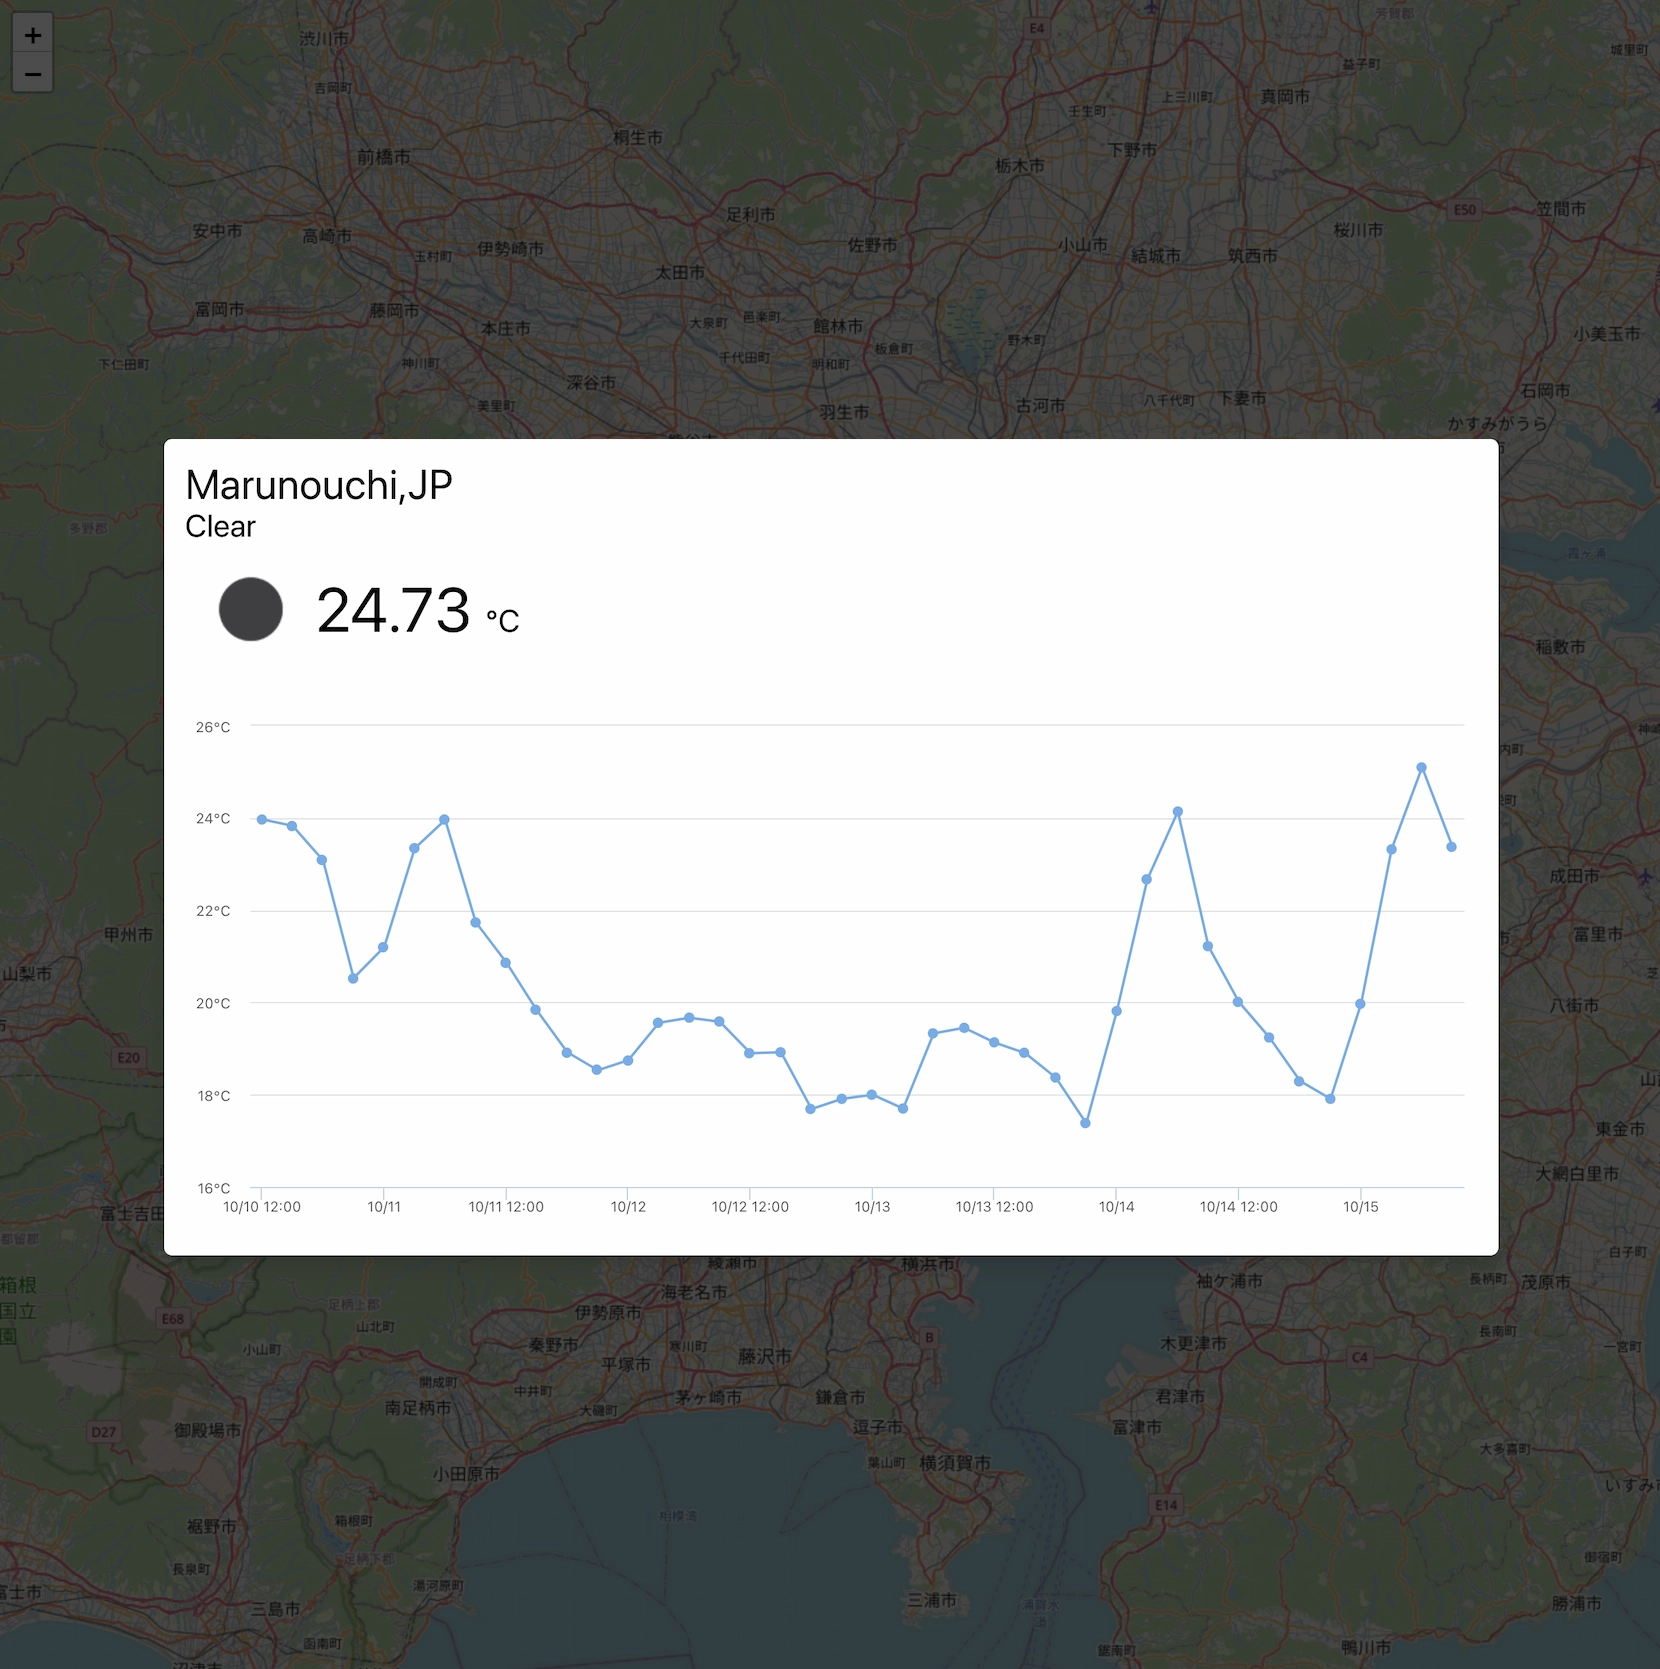 +
−
渋川市
E4
芳賀郡
城里町
益子町
吉岡町
上三川町
真岡市
壬生町
桐生市
下野市
前橋市
栃木市
足利市
E50
笠間市
安中市
高崎市
伊勢崎市
佐野市
小山市
桜川市
玉村町
結城市
筑西市
太田市
富岡市
藤岡市
大泉町
邑楽町
本庄市
館林市
野木町
小美玉市
下仁田町
神川町
千代田町
明和町
板倉町
深谷市
石岡市
美里町
羽生市
古河市
八千代町
下妻市
かすみがうら
市
Marunouchi,JP
Clear
多野郡
霞ヶ浦
24.73 °C
稲敷市
26°C
24°C
22°C
20°C
18°C
16°C
10/10 12:00
10/11
10/11 12:00
10/12
10/12 12:00
10/13
10/13 12:00
10/14
10/14 12:00
10/15
成田市
甲州市
富里市
山梨市
八街市
E20
東金市
大網白里市
富士吉田
都留郡
綾瀬市
横浜市
白子町
箱根
国立
園
海老名市
袖ケ浦市
長柄町
茂原市
足柄上郡
伊勢原市
E68
山北町
小山町
秦野市
寒川町
B
木更津市
長南町
一宮町
平塚市
藤沢市
C4
開成町
中井町
茅ヶ崎市
鎌倉市
君津市
南足柄市
大磯町
逗子市
富津市
D27
御殿場市
葉山町
横須賀市
大多喜町
小田原市
いすみ市
E14
箱根町
相模湾
裾野市
足柄下郡
御宿町
長泉町
湯河原町
富士市
三浦市
浦賀水
道
勝浦市
三島市
函南町
鋸南町
鴨川市
沼津市